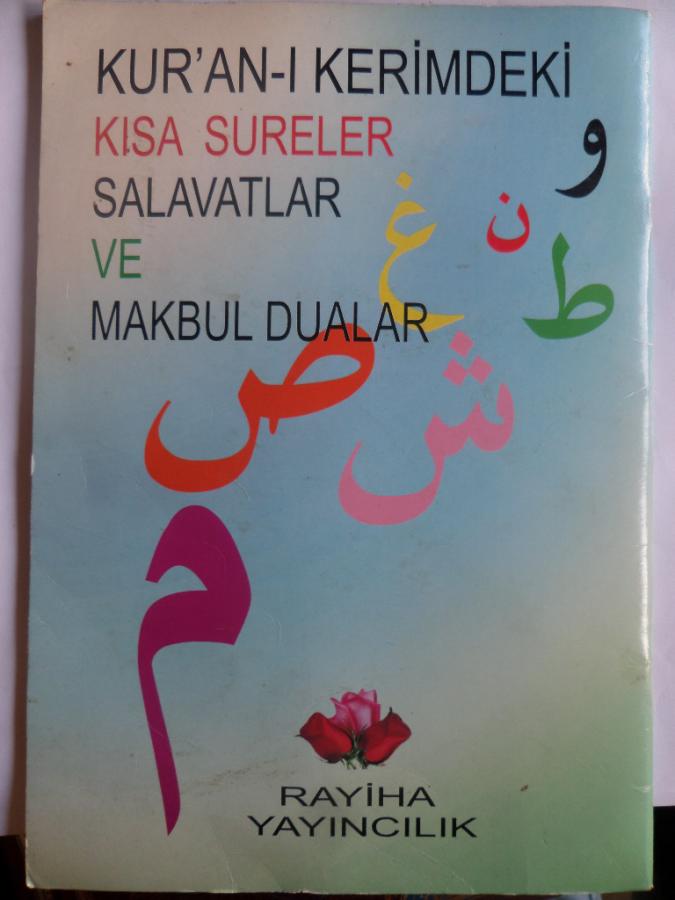 KUR'AN-I KERİMDEKİ
KISA SURELER
SALAVATLAR
VE
MAKBUL DUALAR
و
ن
غ
ط
ص
ش
م
RAYİHA
YAYINCILIK